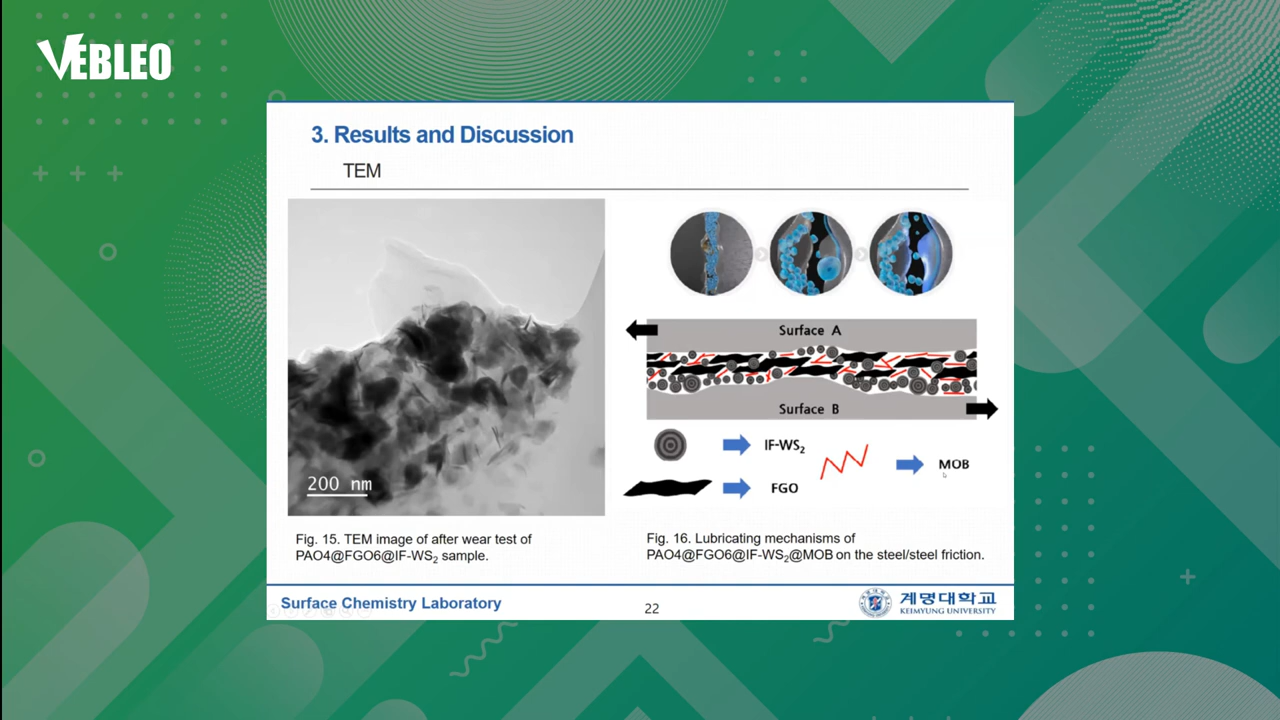 VEBLEO
3. Results and Discussion
TEM
200 nm
Fig. 15. TEM image of after wear test of
PAO4@FGO6@IF-WS₂ sample.
Surface A
Surface B
IF-WS₂
FGO
MOB
Fig. 16. Lubricating mechanisms of
PAO4@FGO6@IF-WS₂@MOB on the steel/steel friction.
Surface Chemistry Laboratory
22
계명대학교
KEIMYUNG UNIVERSITY